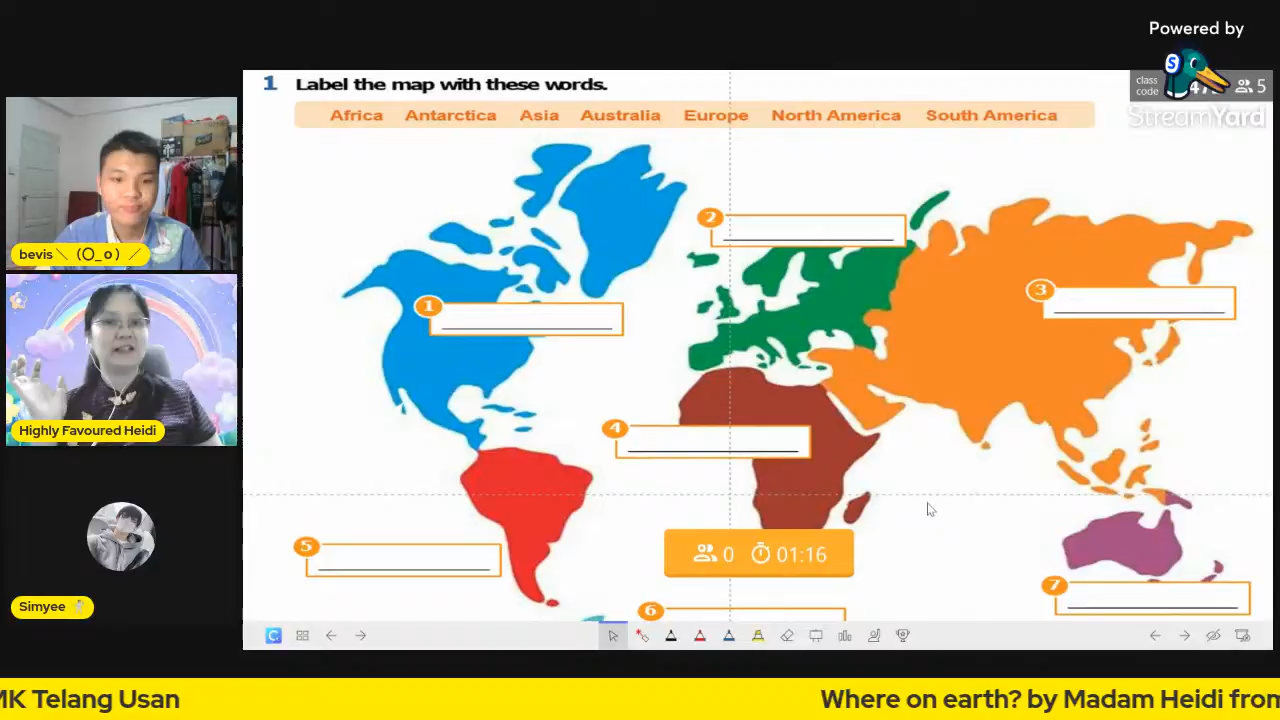 Powered by
StreamYard
1 Label the map with these words.
Africa Antarctica Asia Australia Europe North America South America
class code
5
bevis＼（〇_ｏ）／
Highly Favoured Heidi
Simyee
1
2
3
4
5
6
7
0 01:16
MK Telang Usan
Where on earth? by Madam Heidi from